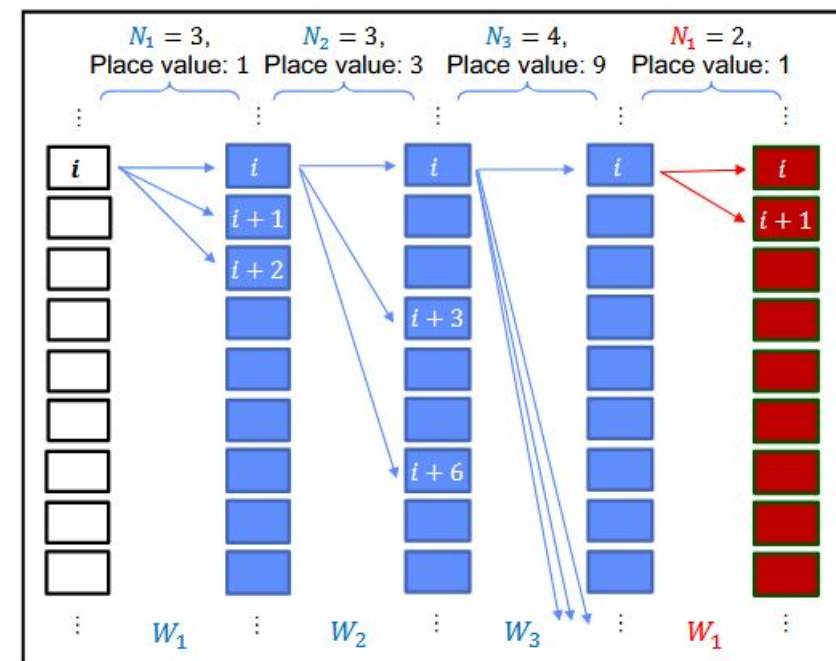 N₁ = 3, N₂ = 3, N₃ = 4, N₁ = 2,
Place value: 1 Place value: 3 Place value: 9 Place value: 1
⋮ ⋮ ⋮ ⋮ ⋮
i i i i i
i + 1 i + 1
i + 2
i + 3
i + 6
⋮ W₁ ⋮ W₂ ⋮ W₃ ⋮ W₁ ⋮